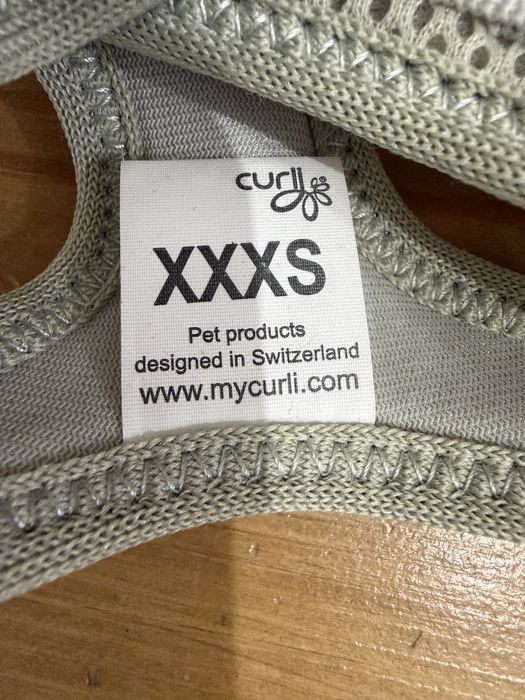 curli
XXXS
Pet products
designed in Switzerland
www.mycurli.com